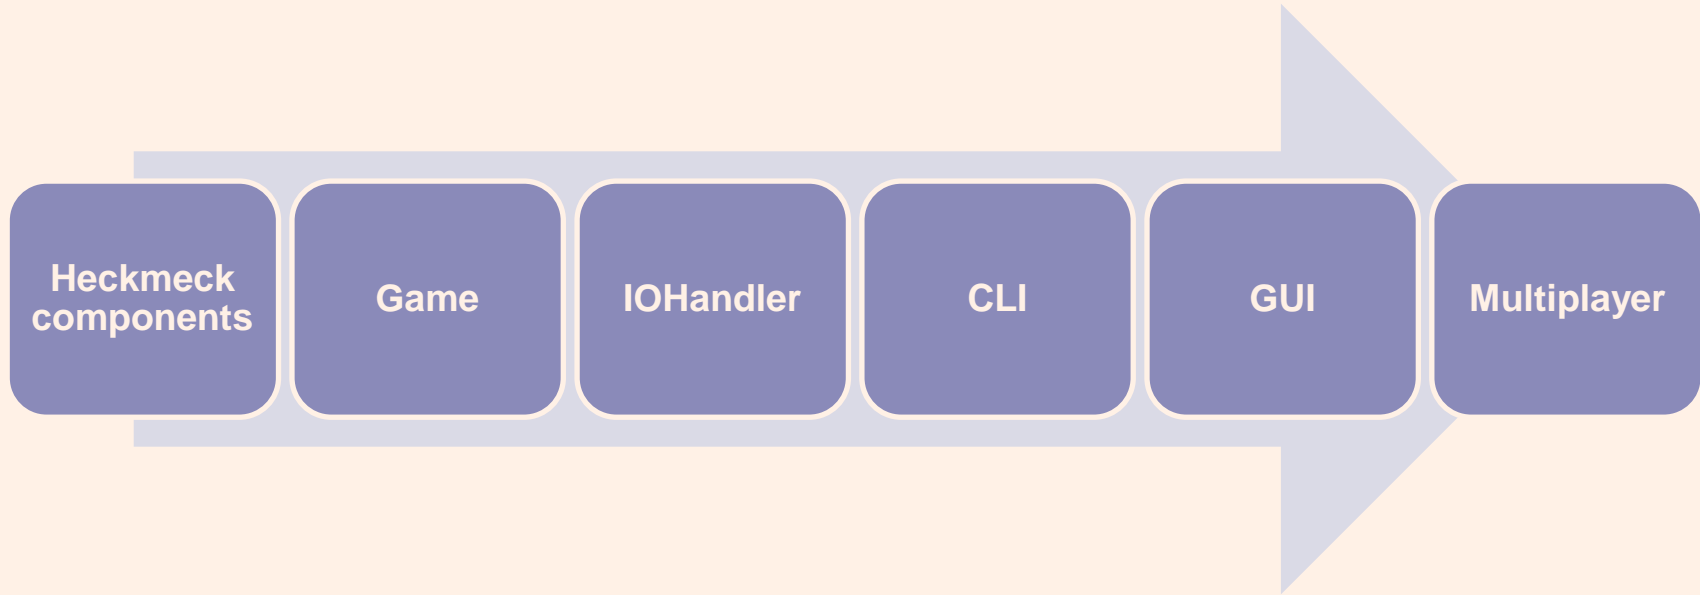 Heckmeck
components
Game
IOHandler
CLI
GUI
Multiplayer